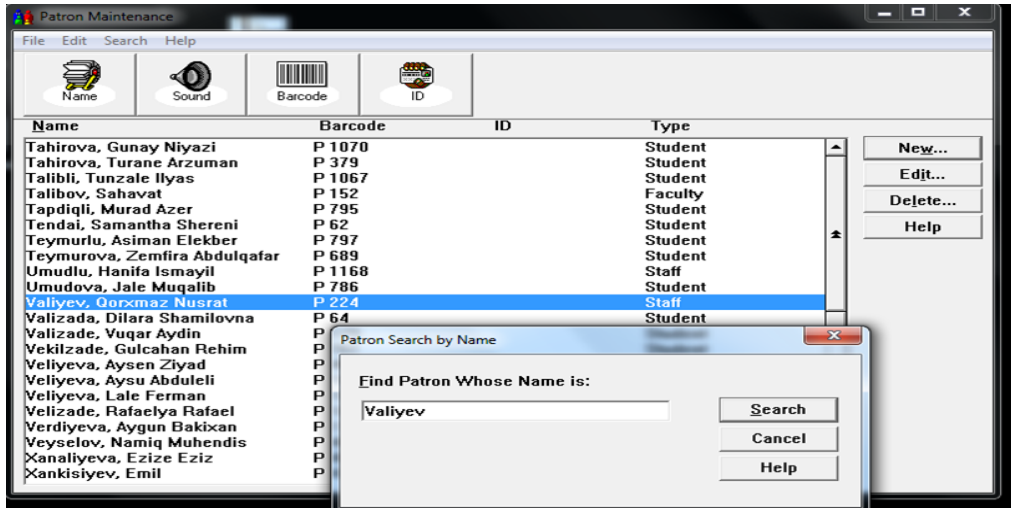 Patron Maintenance
File Edit Search Help
Name Sound Barcode ID
Name Barcode ID Type
Tahirova, Gunay Niyazi P 1070 Student
Tahirova, Turane Arzuman P 379 Student
Talibli, Tunzale Ilyas P 1067 Student
Talibov, Sahavat P 152 Faculty
Tapdiqli, Murad Azer P 795 Student
Tendai, Samantha Shereni P 62 Student
Teymurlu, Asiman Elekber P 797 Student
Teymurova, Zemfira Abdulqafar P 689 Student
Umudlu, Hanifa Ismayil P 1168 Staff
Umudova, Jale Muqalib P 786 Student
Valiyev, Qorxmaz Nusrat P 224 Staff
Valizada, Dilara Shamilovna P 64 Student
Valizade, Vuqar Aydin P
Vekilzade, Gulcahan Rehim P
Veliyeva, Aysen Ziyad P
Veliyeva, Aysu Abduleli P
Veliyeva, Lale Ferman P
Velizade, Rafaelya Rafael P
Verdiyeva, Aygun Bakixan P
Veyselov, Namiq Muhendis P
Xanaliyeva, Ezize Eziz P
Xankisiyev, Emil P
New...
Edit...
Delete...
Help
Patron Search by Name
Find Patron Whose Name is:
Valiyev
Search
Cancel
Help